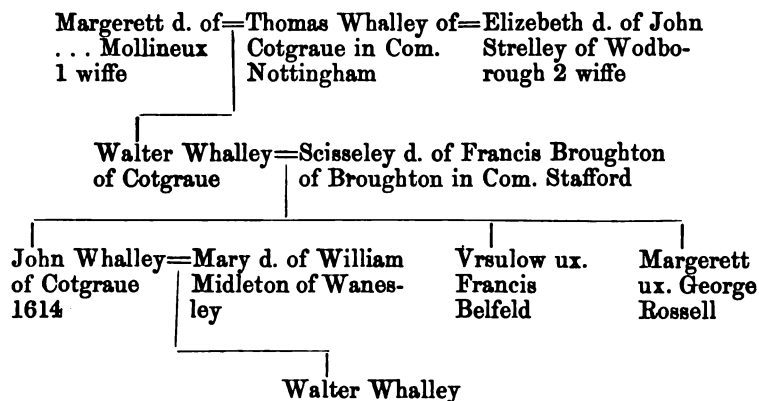 Margerett d. of=Thomas Whalley of=Elizebeth d. of John
. . . Mollineux Cotgraue in Com. Strelley of Wodbo-
1 wiffe Nottingham rough 2 wiffe
Walter Whalley=Scisseley d. of Francis Broughton
of Cotgraue of Broughton in Com. Stafford
John Whalley=Mary d. of William Vrsulow ux. Margerett
of Cotgraue Midleton of Wanes- Francis ux. George
1614 ley Belfeld Rossell
Walter Whalley